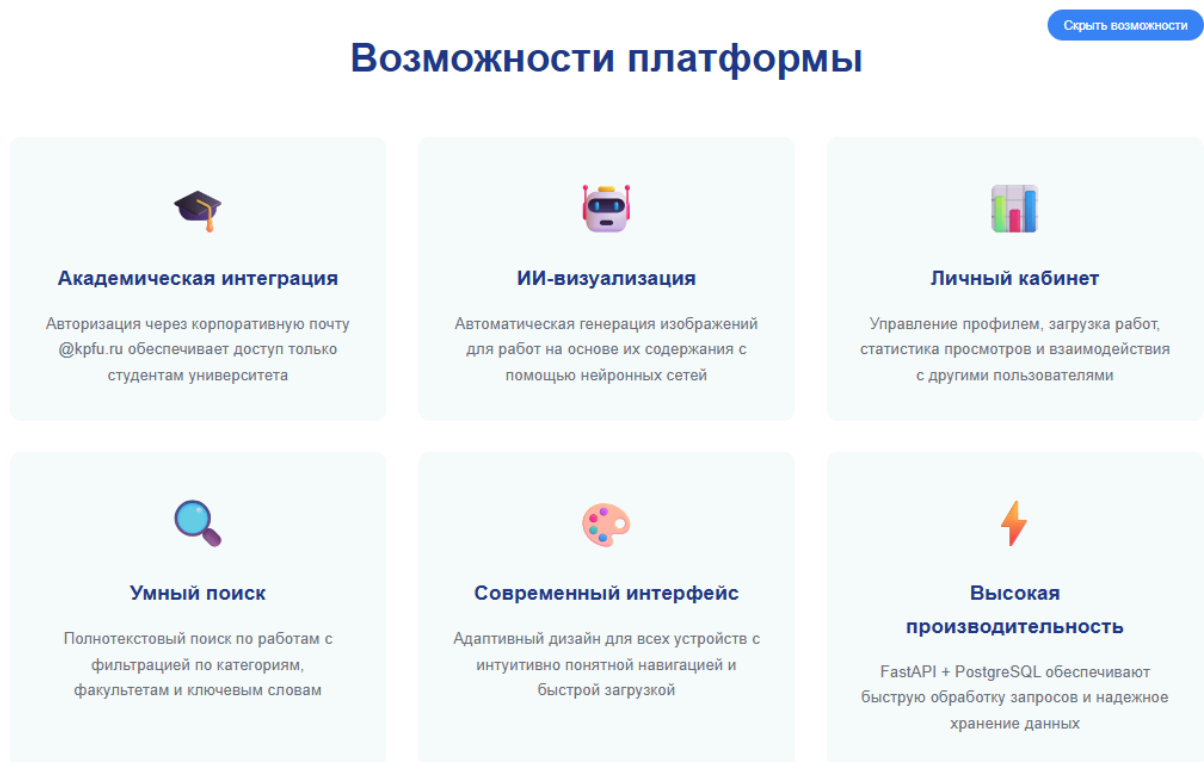 Скрыть возможности
Возможности платформы
Академическая интеграция
Авторизация через корпоративную почту
@kpfu.ru обеспечивает доступ только
студентам университета
ИИ-визуализация
Автоматическая генерация изображений
для работ на основе их содержания с
помощью нейронных сетей
Личный кабинет
Управление профилем, загрузка работ,
статистика просмотров и взаимодействия
с другими пользователями
Умный поиск
Полнотекстовый поиск по работам с
фильтрацией по категориям,
факультетам и ключевым словам
Современный интерфейс
Адаптивный дизайн для всех устройств с
интуитивно понятной навигацией и
быстрой загрузкой
Высокая
производительность
FastAPI + PostgreSQL обеспечивают
быструю обработку запросов и надежное
хранение данных